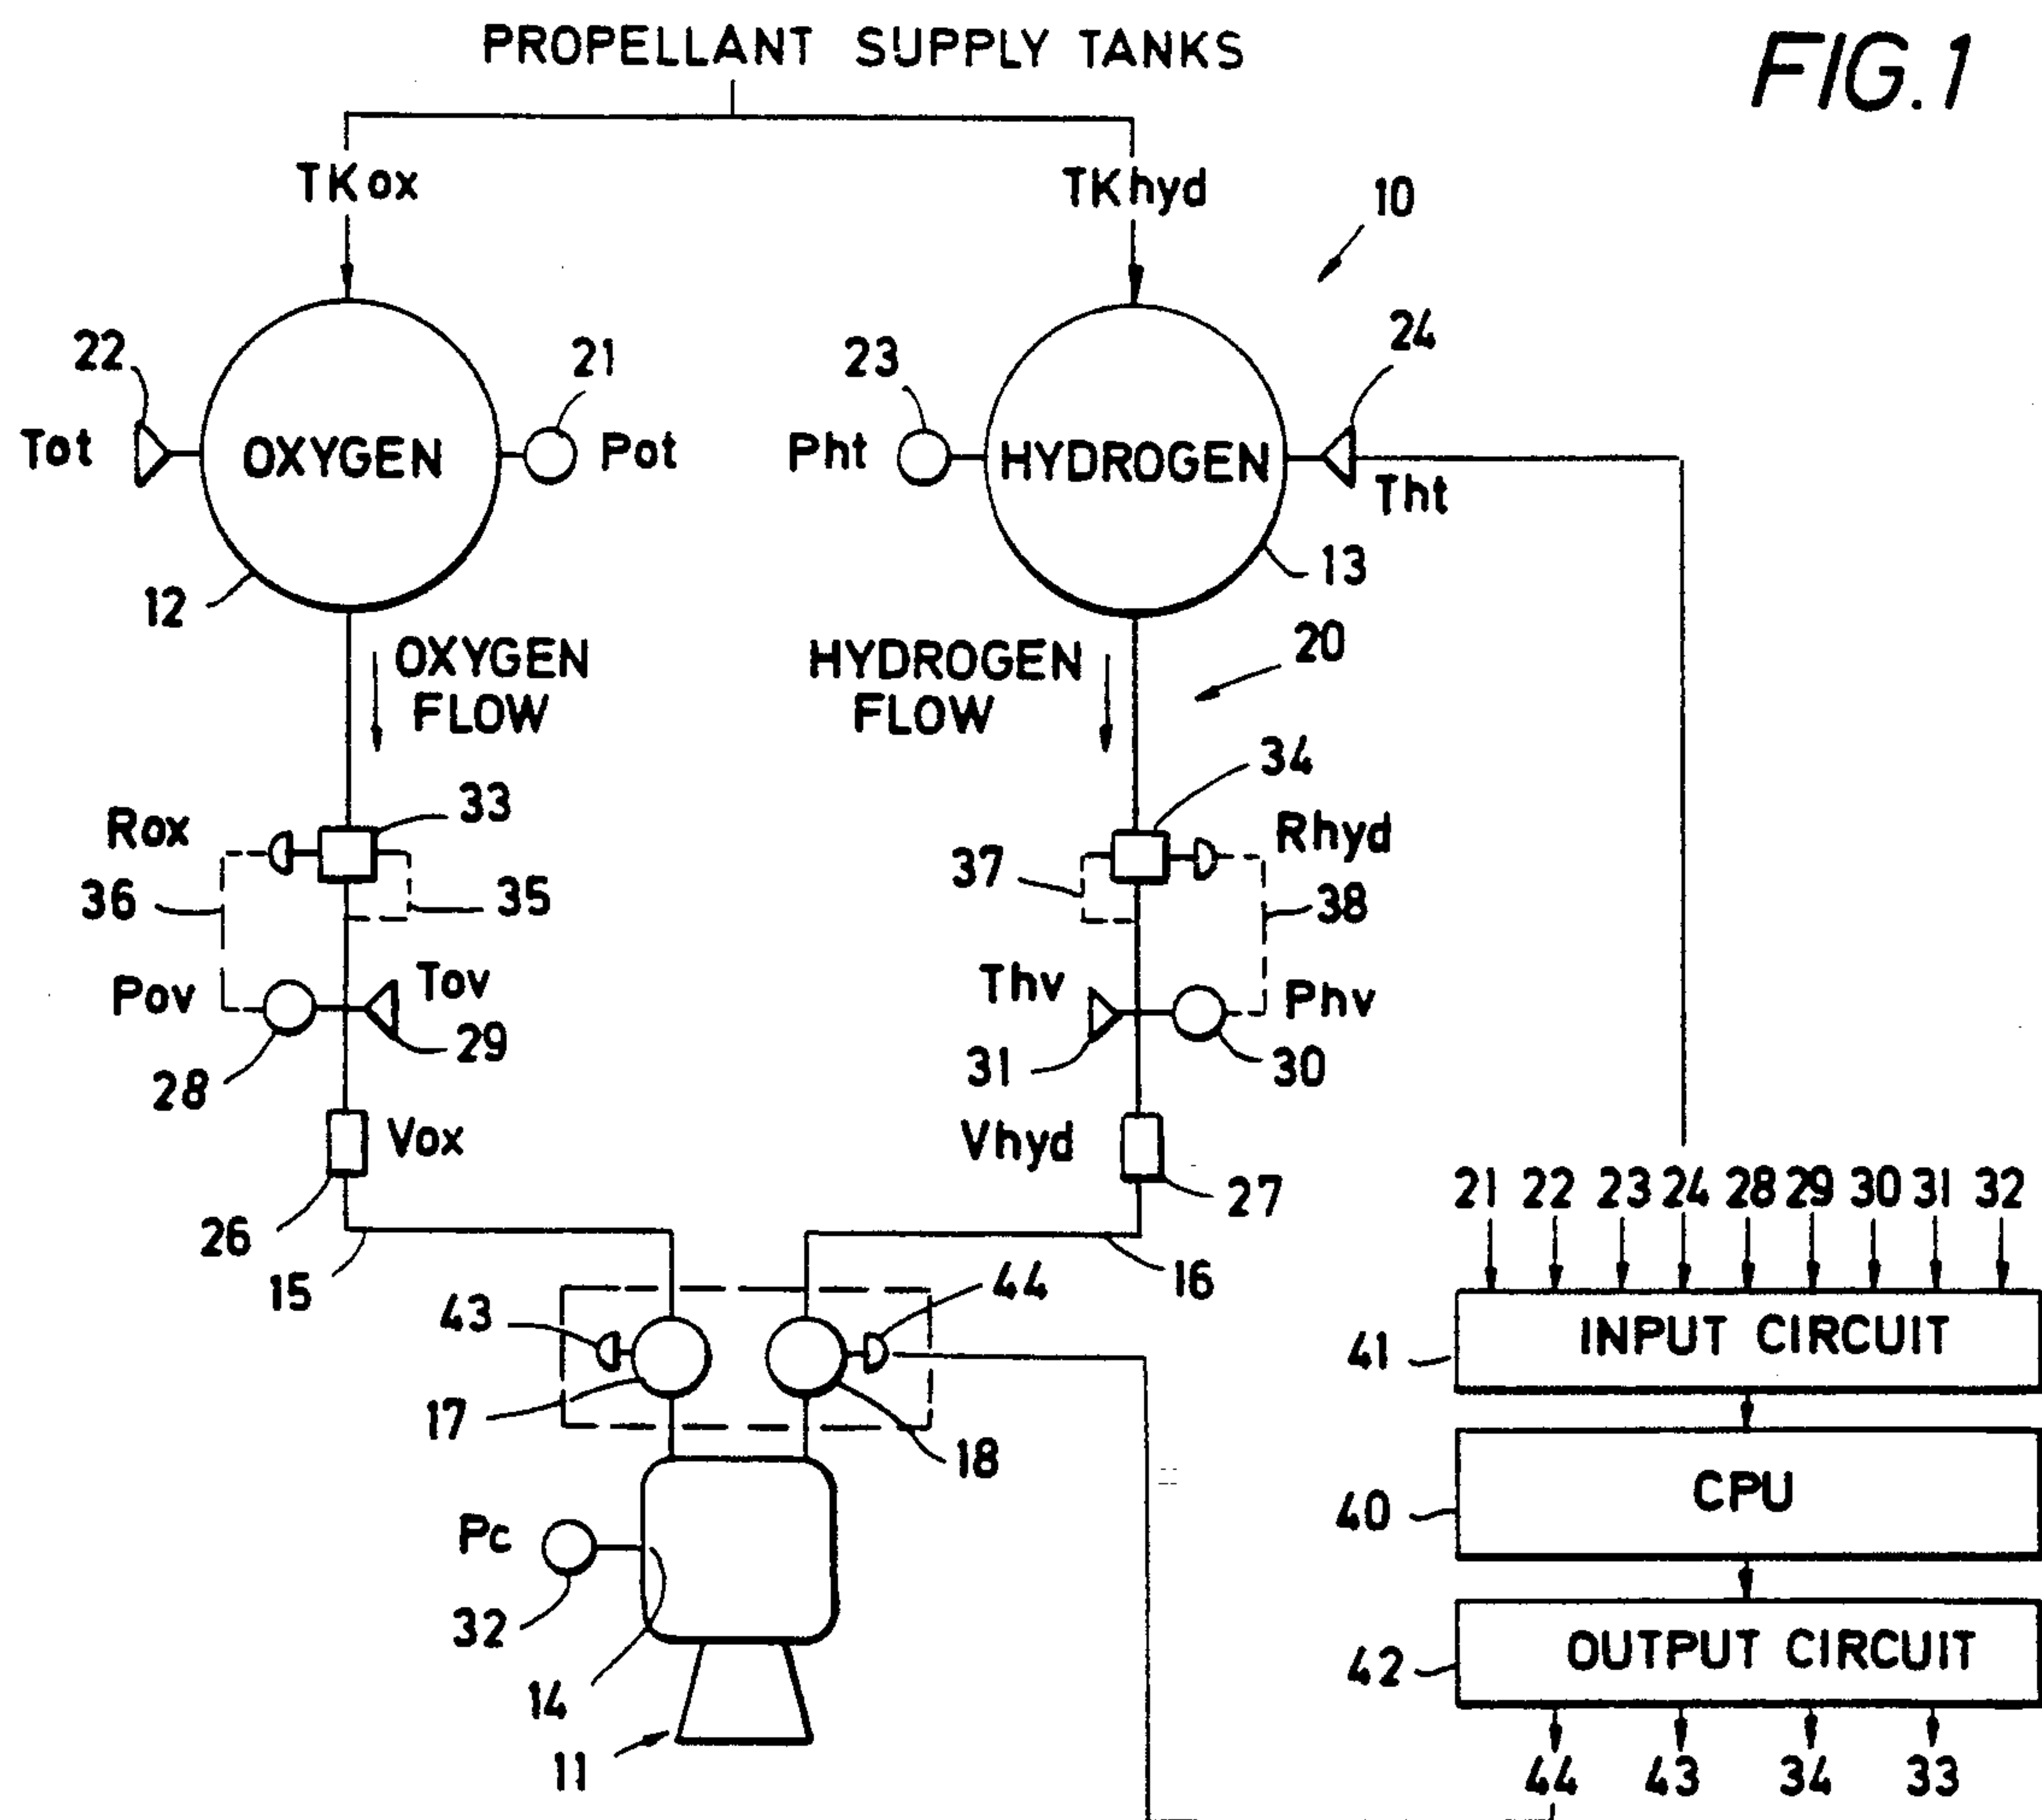 PROPELLANT SUPPLY TANKS
FIG.1
TKox
TKhyd
10
22
21
23
24
Tot
OXYGEN
Pot
Pht
HYDROGEN
Tht
12
13
OXYGEN
FLOW
HYDROGEN
FLOW
20
34
Rox
33
Rhyd
36
35
37
38
Pov
Tov
Thv
Phv
28
29
31
30
Vox
Vhyd
26
27
21 22 23 24 28 29 30 31 32
15
16
43
44
41
INPUT CIRCUIT
17
18
40
CPU
Pc
32
14
42
OUTPUT CIRCUIT
11
44 43 34 33